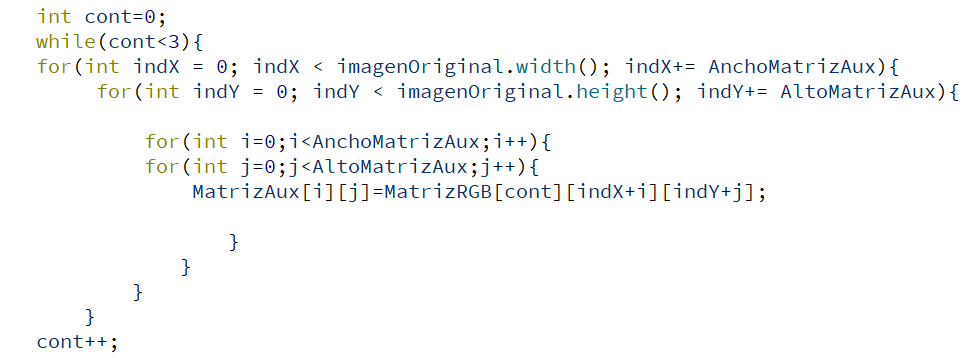 int cont=0;
while(cont<3){
for(int indX = 0; indX < imagenOriginal.width(); indX+= AnchoMatrizAux){
for(int indY = 0; indY < imagenOriginal.height(); indY+= AltoMatrizAux){
for(int i=0;i<AnchoMatrizAux;i++){
for(int j=0;j<AltoMatrizAux;j++){
MatrizAux[i][j]=MatrizRGB[cont][indX+i][indY+j];
}
}
}
}
cont++;